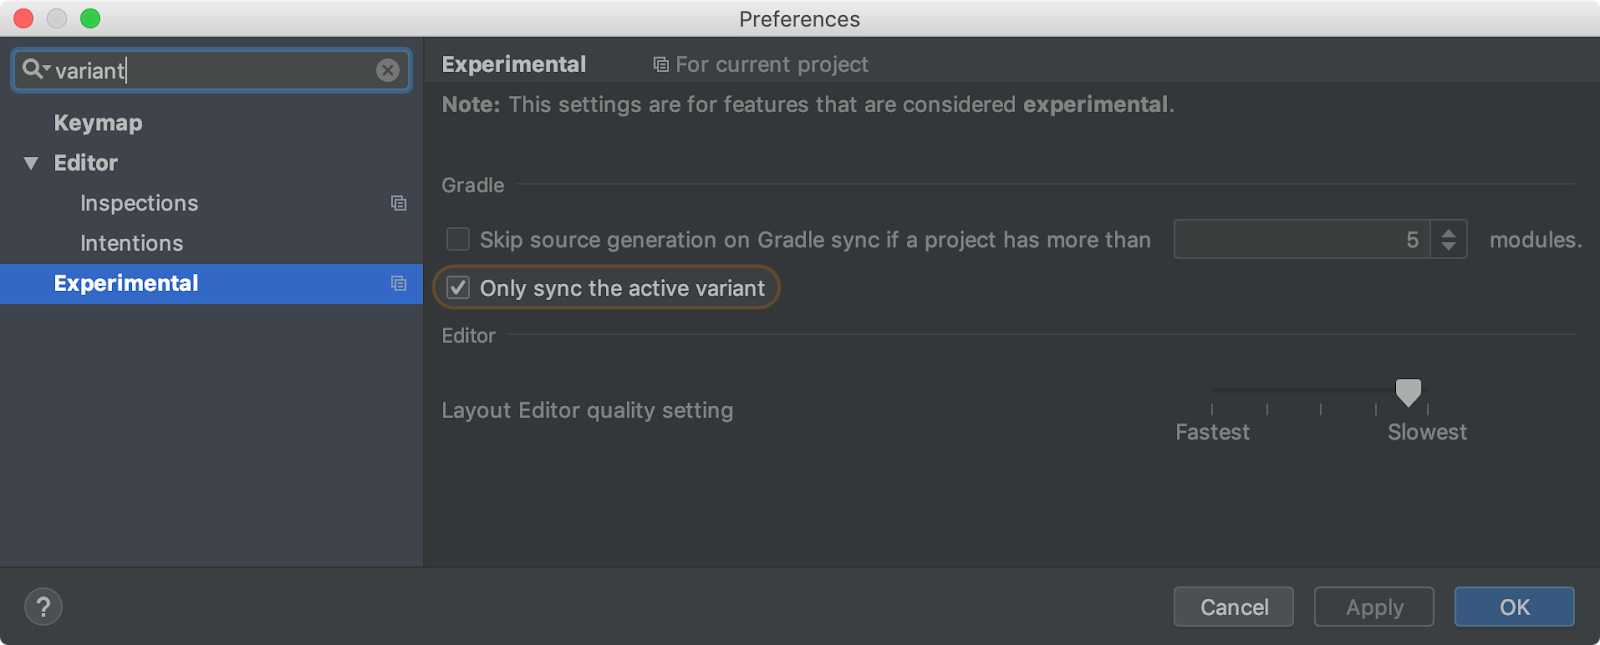 Preferences
variant
Keymap
Editor
Inspections
Intentions
Experimental
Experimental For current project
Note: This settings are for features that are considered experimental.
Gradle
Skip source generation on Gradle sync if a project has more than 5 modules.
Only sync the active variant
Editor
Layout Editor quality setting
Fastest Slowest
? Cancel Apply OK